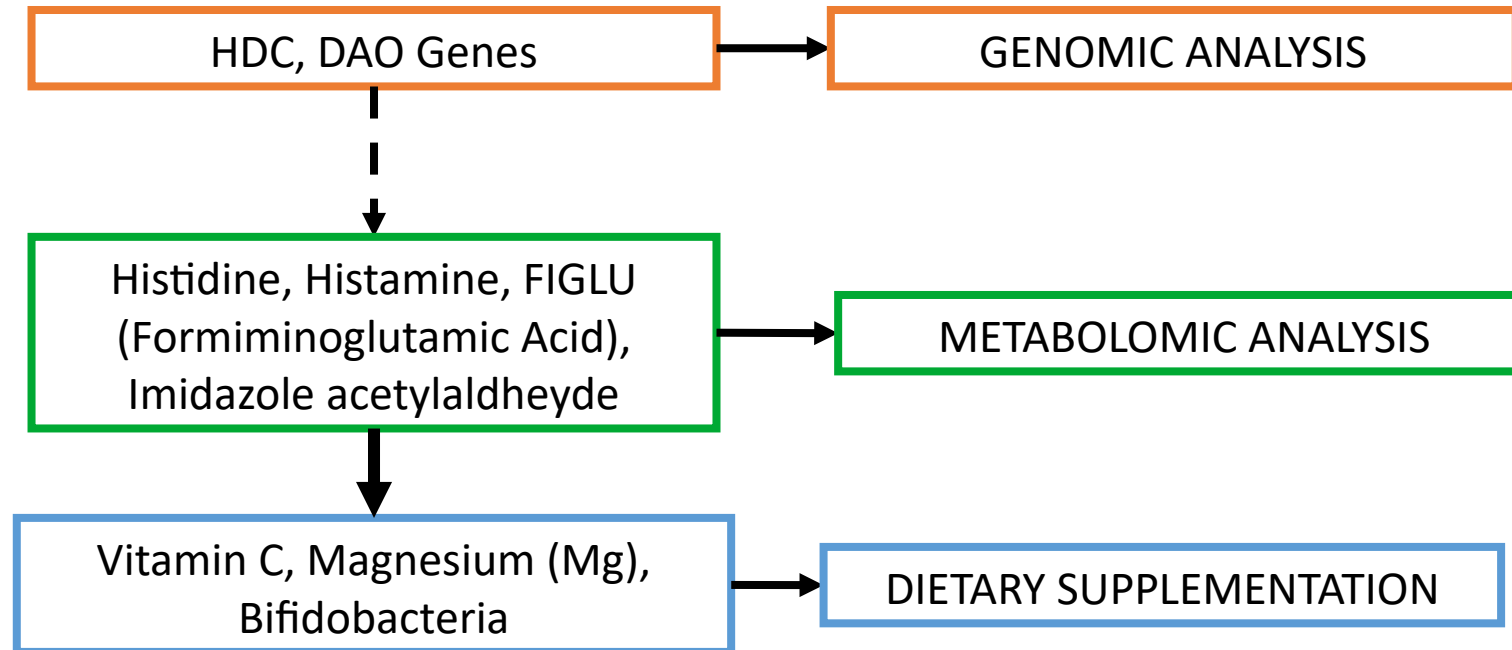 HDC, DAO Genes
GENOMIC ANALYSIS
Histidine, Histamine, FIGLU
(Formiminoglutamic Acid),
Imidazole acetylaldheyde
METABOLOMIC ANALYSIS
Vitamin C, Magnesium (Mg),
Bifidobacteria
DIETARY SUPPLEMENTATION